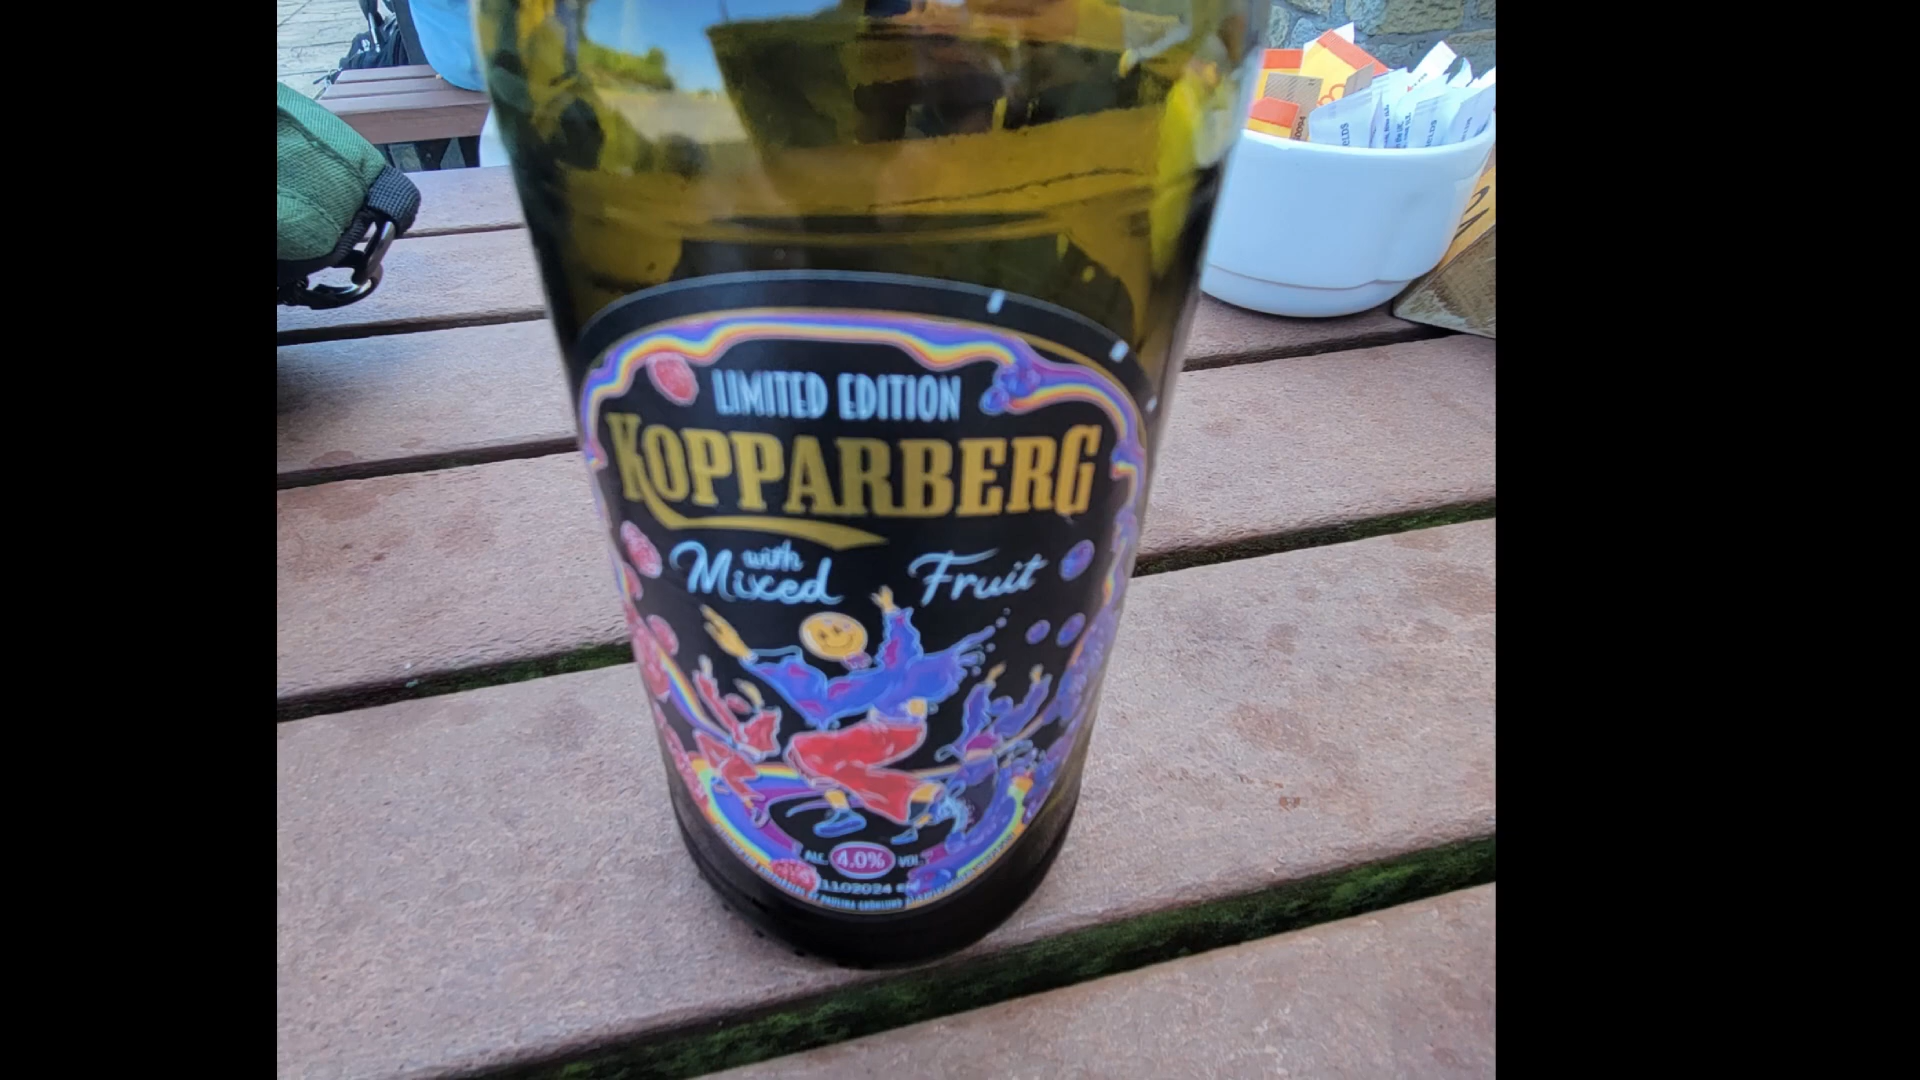 LIMITED EDITION
KOPPARBERG
with
Mixed Fruit
ALC. 4.0% VOL.